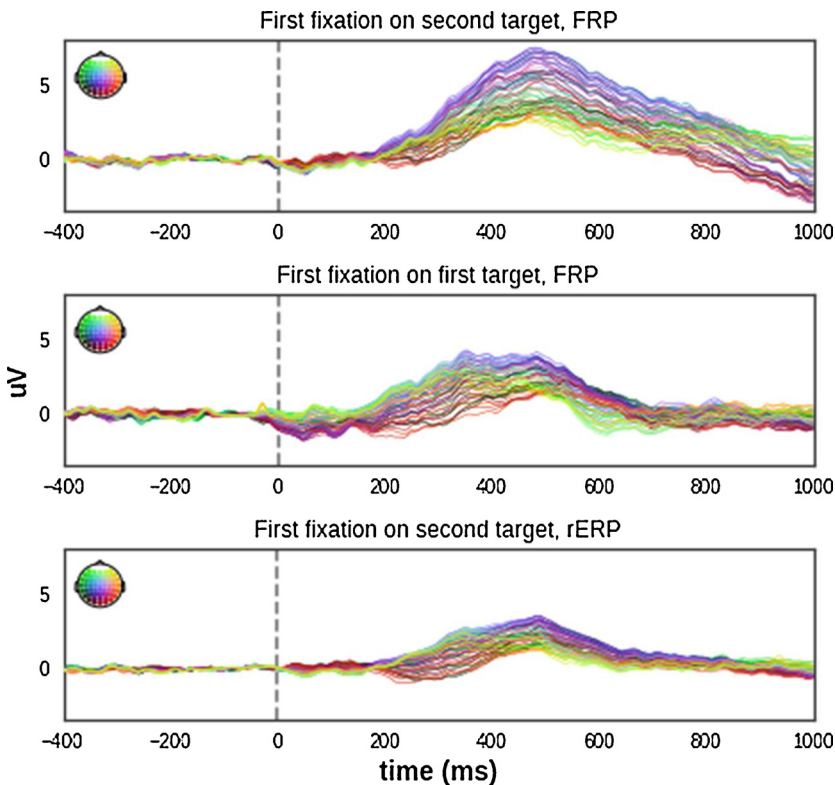 First fixation on second target, FRP
5
0
−400 −200 0 200 400 600 800 1000
First fixation on first target, FRP
5
uV
0
−400 −200 0 200 400 600 800 1000
First fixation on second target, rERP
5
0
−400 −200 0 200 400 600 800 1000
time (ms)